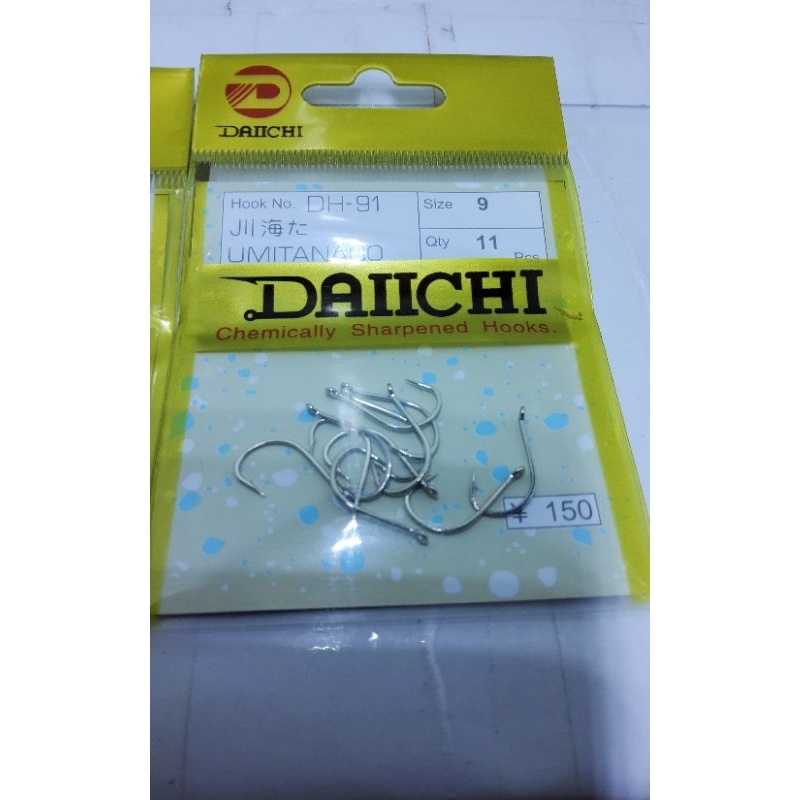 DAIICHI
Hook No. DH-91
Size 9
川海た
UMITANAGO
Qty 11 Pcs
DAIICHI
Chemically Sharpened Hooks.
¥ 150